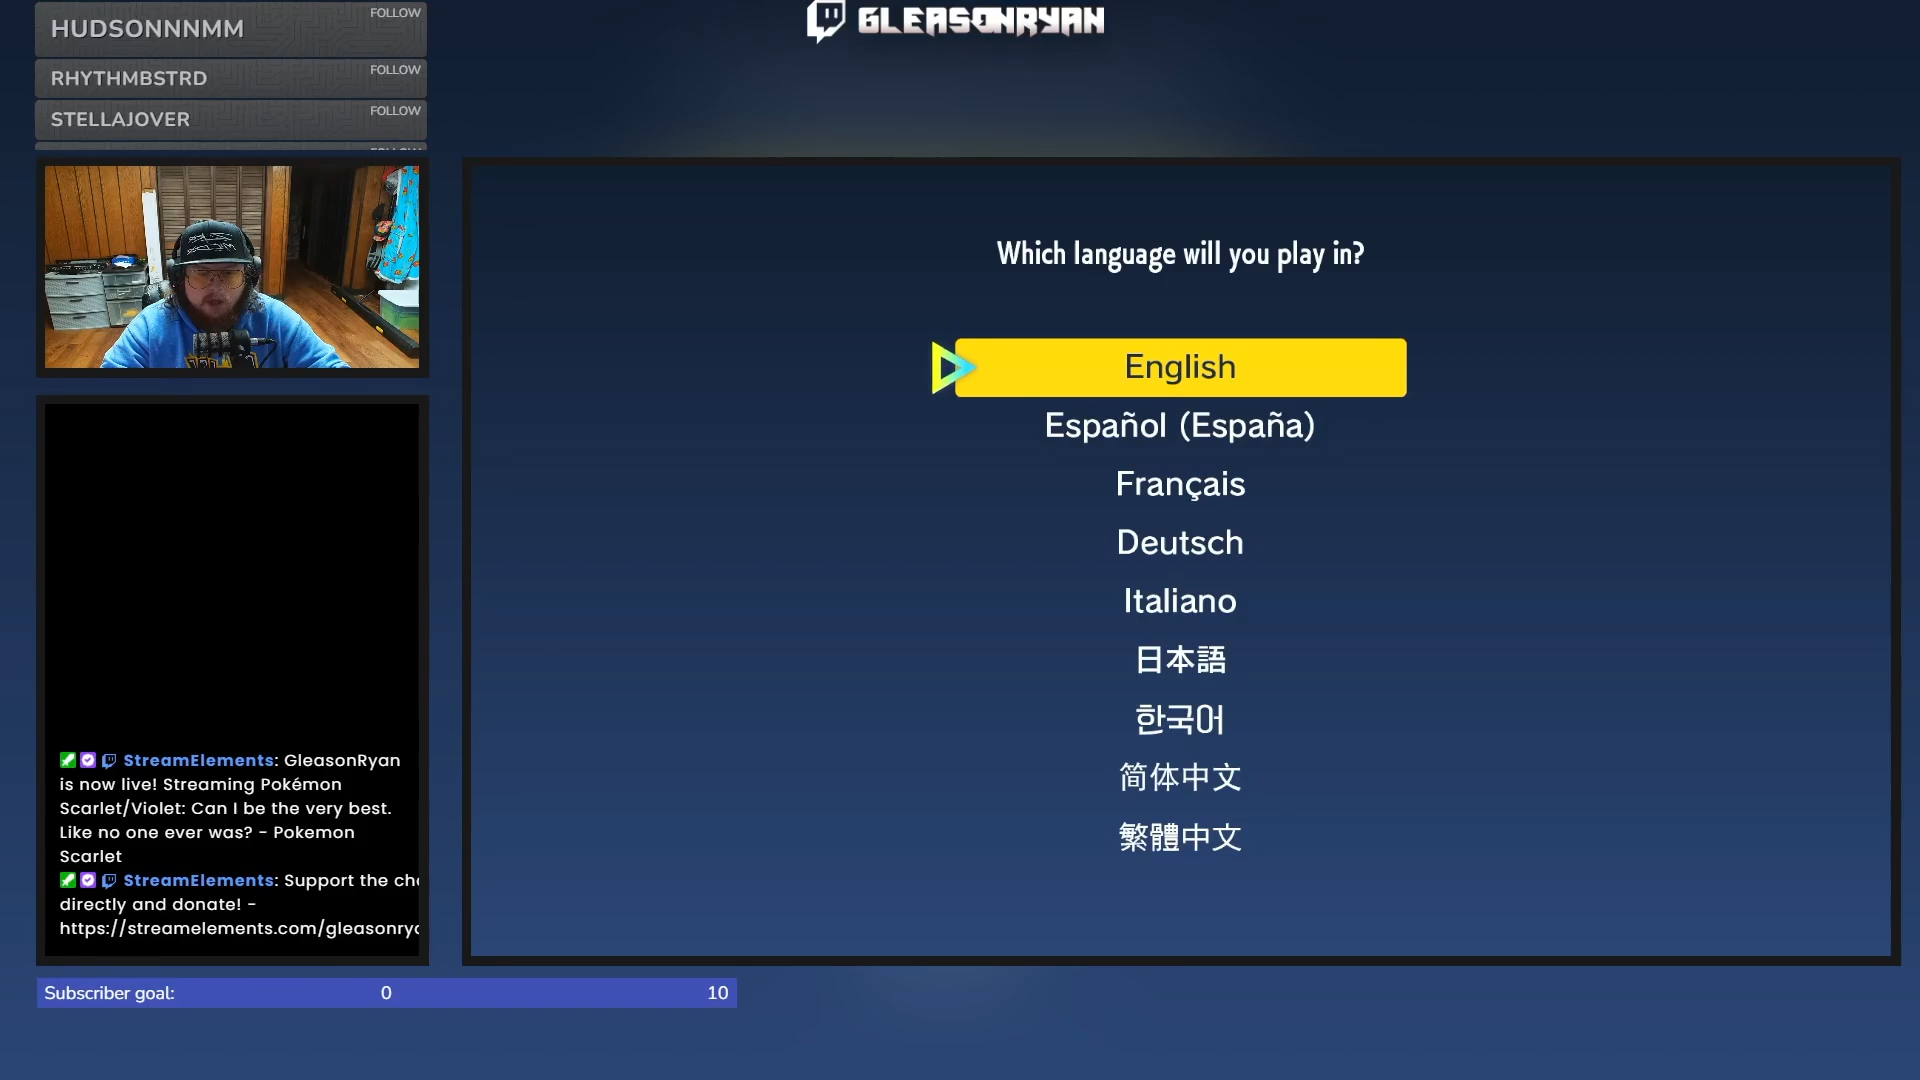 HUDSONNNMM
FOLLOW
RHYTHMBSTRD
FOLLOW
STELLAJOVER
FOLLOW
GLEASONRYAN
Which language will you play in?
English
Español (España)
Français
Deutsch
Italiano
日本語
한국어
简体中文
繁體中文
StreamElements: GleasonRyan
is now live! Streaming Pokémon
Scarlet/Violet: Can I be the very best.
Like no one ever was? - Pokemon
Scarlet
StreamElements: Support the
directly and donate! -
https://streamelements.com/gleasonry
Subscriber goal: 0 10